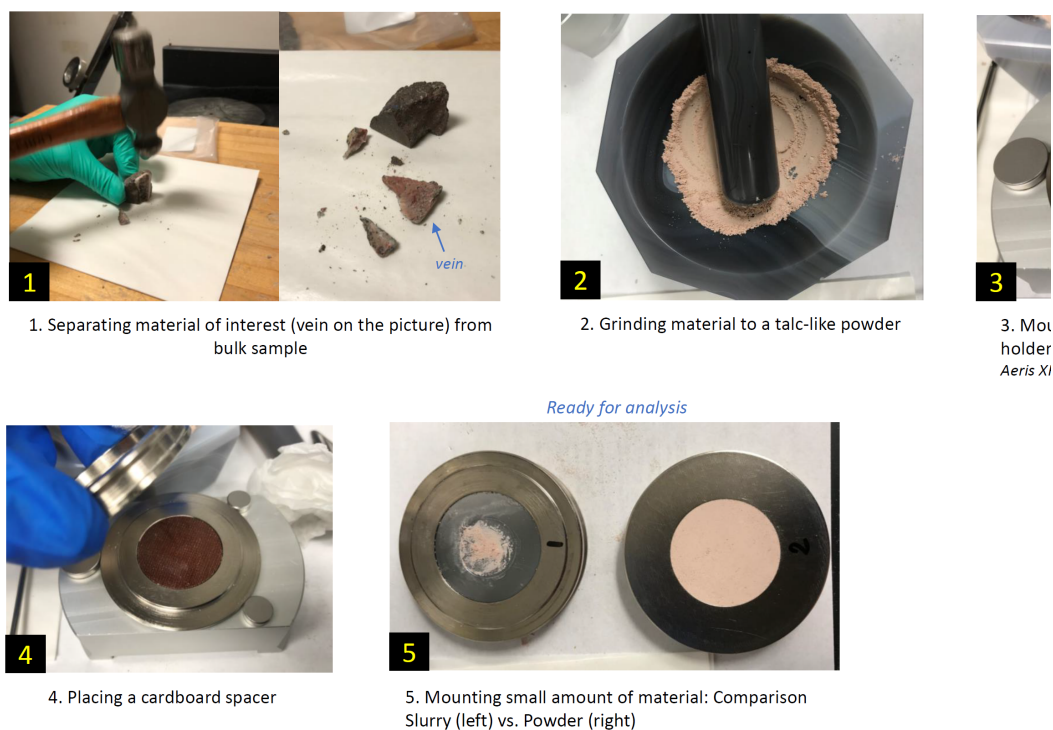 vein
1
2
3
1. Separating material of interest (vein on the picture) from
bulk sample
2. Grinding material to a talc-like powder
3.
holder
Aeris
Ready for analysis
1
2
4
5
4. Placing a cardboard spacer
5. Mounting small amount of material: Comparison
Slurry (left) vs. Powder (right)